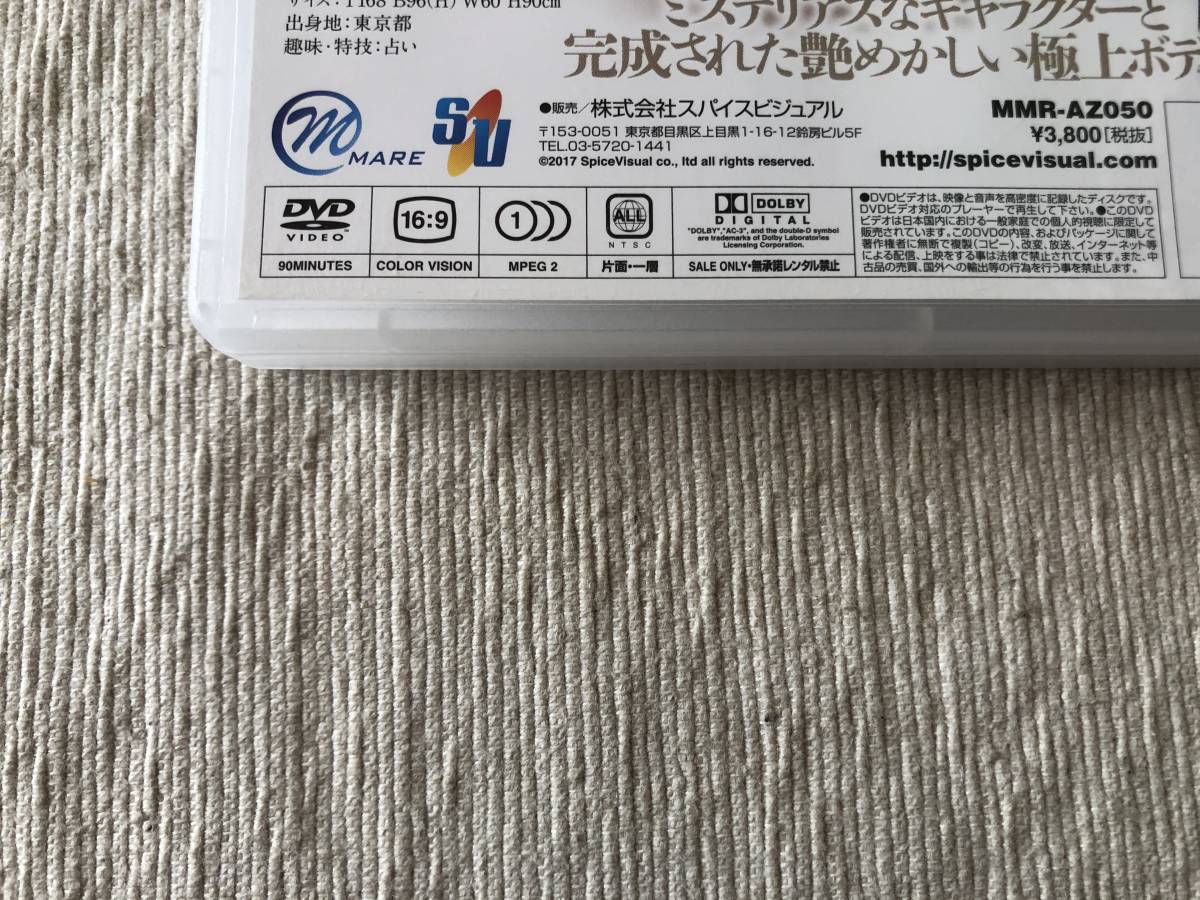 サイズ：T168 B96(H) W60 H90cm
出身地：東京都
趣味・特技：占い
ミステリアスなキャラクターと
完成された艶めかしい極上ボデ
m MARE
SU
●販売／株式会社スパイスビジュアル
〒153-0051 東京都目黒区上目黒1-16-12鈴房ビル5F
TEL.03-5720-1441
©2017 SpiceVisual co., ltd all rights reserved.
MMR-AZ050
¥3,800[税抜]
http://spicevisual.com
DVD VIDEO
90MINUTES
16:9
COLOR VISION
1
MPEG 2
ALL
NTSC
片面・一層
DOLBY
DIGITAL
"DOLBY","AC-3", and the double-D symbol
are trademarks of Dolby Laboratories
Licensing Corporation.
SALE ONLY・無承諾レンタル禁止
●DVDビデオは、映像と音声を高密度に記録したディスクです。
DVDビデオ対応のプレーヤーで再生して下さい。●このDVD
ビデオは日本国内における一般家庭での個人的視聴に限定して
販売されています。このDVDの内容、およびパッケージに関して
著作権者に無断で複製(コピー)、改変、放送、インターネット等
による配信、上映をする事は法律で禁止されています。また、中
古品の売買、国外への輸出等の行為を行う事を禁止します。